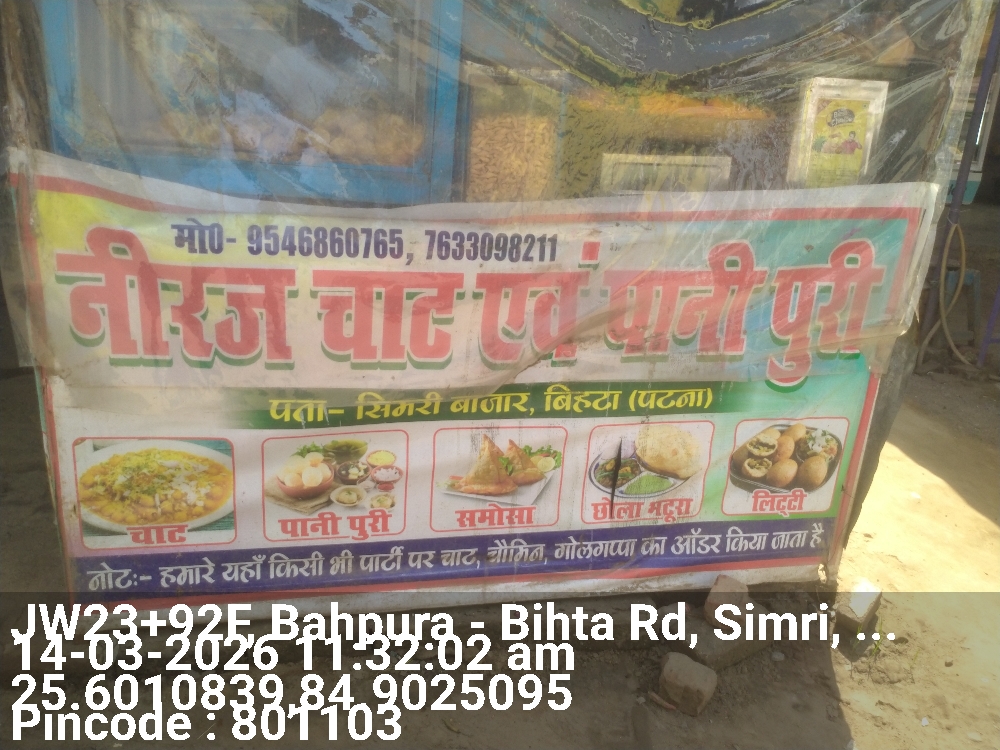 मो0- 9546860765, 7633098211
नीरज चाट एवं पानी पुरी
पता- सिमरी बाजार, बिहटा (पटना)
चाट
पानी पुरी
समोसा
छोला भटूरा
लिट्टी
नोट:- हमारे यहाँ किसी भी पार्टी पर चाट, चौमिन, गोलगप्पा का ऑडर किया जाता है
JW23+92F, Bahpura - Bihta Rd, Simri, ...
14-03-2026 11:32:02 am
25.6010839,84.9025095
Pincode : 801103